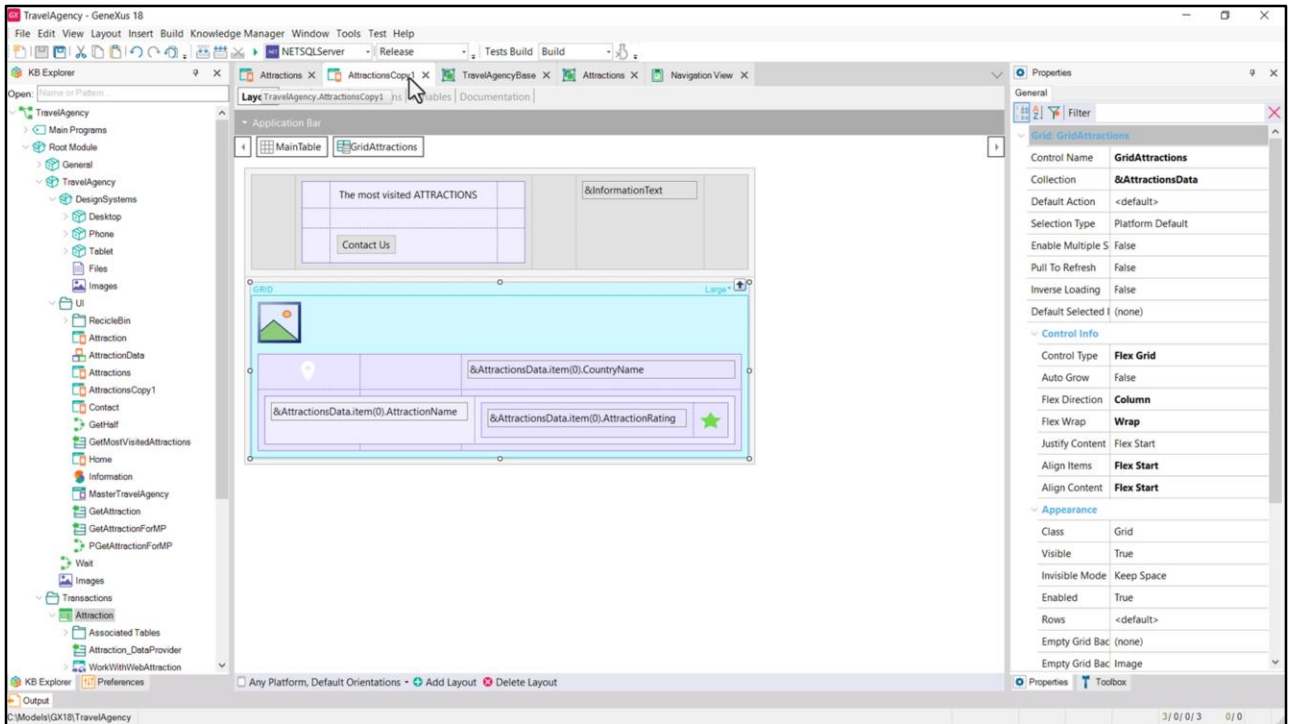 TravelAgency - GeneXus 18
File Edit View Layout Insert Build Knowledge Manager Window Tools Test Help
NETSQLServer Release Tests Build Build
KB Explorer
Open: Name or Pattern...
TravelAgency
Main Programs
Root Module
General
TravelAgency
DesignSystems
Desktop
Phone
Tablet
Files
Images
UI
RecicleBin
Attraction
AttractionData
Attractions
AttractionsCopy1
Contact
GetHalf
GetMostVisitedAttractions
Home
Information
MasterTravelAgency
GetAttraction
GetAttractionForMP
PGetAttractionForMP
Wait
Images
Transactions
Attraction
Associated Tables
Attraction_DataProvider
WorkWithWebAttraction
KB Explorer Preferences
Attractions X AttractionsCopy1 X TravelAgencyBase X Attractions X Navigation View X
TravelAgency.AttractionsCopy1 Documentation
Application Bar
MainTable GridAttractions
The most visited ATTRACTIONS
&InformationText
Contact Us
GRID Large
&AttractionsData.item(0).CountryName
&AttractionsData.item(0).AttractionName
&AttractionsData.item(0).AttractionRating
Any Platform, Default Orientations Add Layout Delete Layout
Properties
General
Filter
Grid: GridAttractions
Control Name GridAttractions
Collection &AttractionsData
Default Action <default>
Selection Type Platform Default
Enable Multiple S False
Pull To Refresh False
Inverse Loading False
Default Selected I (none)
Control Info
Control Type Flex Grid
Auto Grow False
Flex Direction Column
Flex Wrap Wrap
Justify Content Flex Start
Align Items Flex Start
Align Content Flex Start
Appearance
Class Grid
Visible True
Invisible Mode Keep Space
Enabled True
Rows <default>
Empty Grid Bac (none)
Empty Grid Bac Image
Properties Toolbox
Output
C:\Models\GX18\TravelAgency
3/0/0/3 0/0